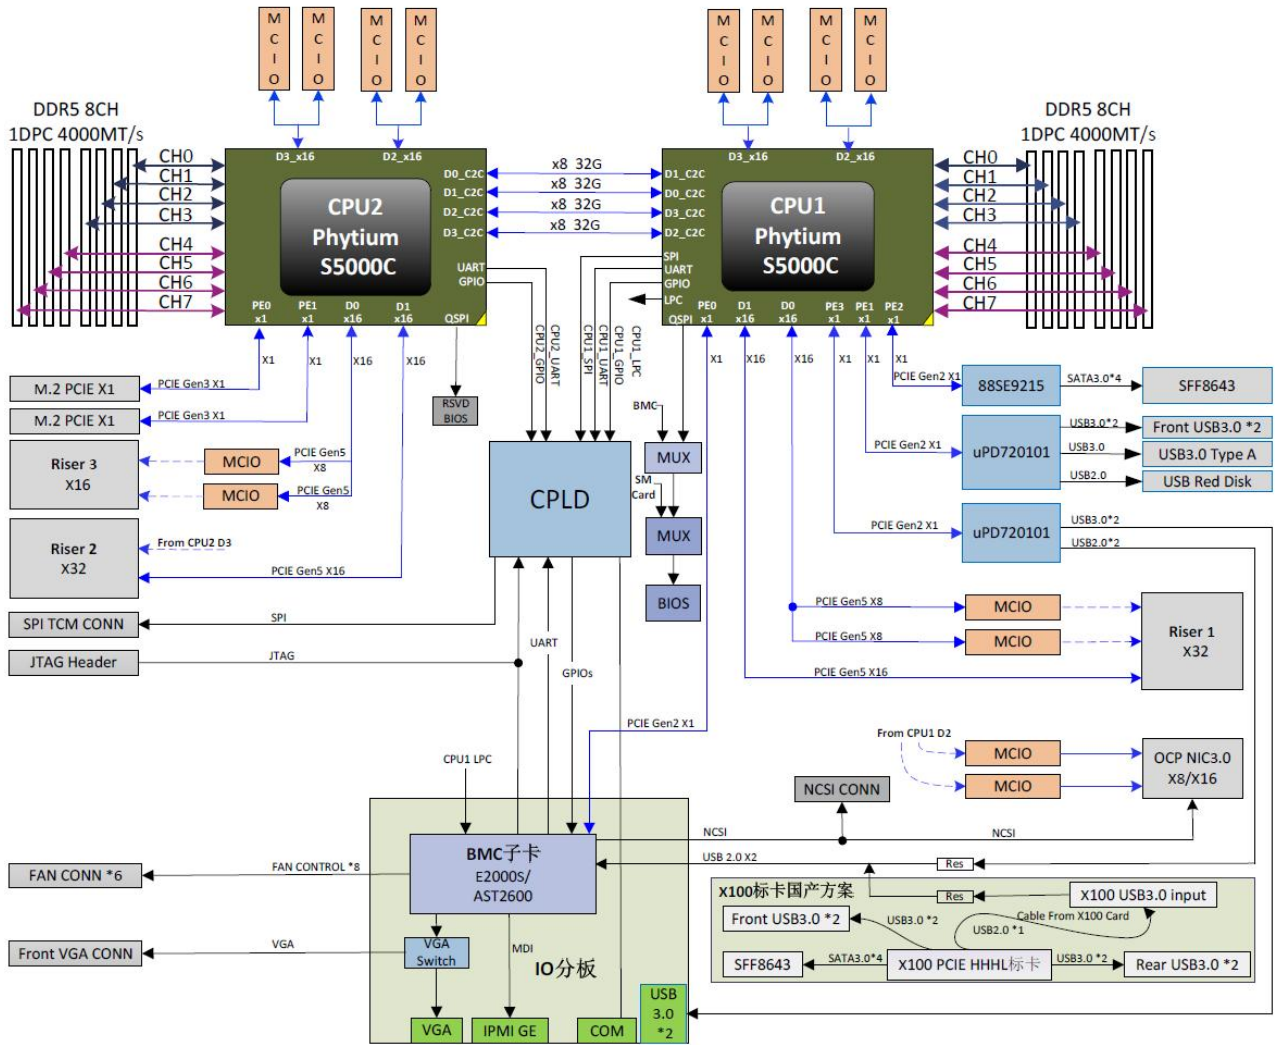 MCIO
MCIO
MCIO
MCIO
MCIO
MCIO
MCIO
MCIO
DDR5 8CH
1DPC 4000MT/s
DDR5 8CH
1DPC 4000MT/s
CH0
CH1
CH2
CH3
CH4
CH5
CH6
CH7
D3_x16
D2_x16
CPU2
Phytium
S5000C
D0_C2C
D1_C2C
D2_C2C
D3_C2C
UART
GPIO
PE0
x1
PE1
x1
D0
x16
D1
x16
QSPI
x8 32G
x8 32G
x8 32G
x8 32G
D3_x16
D2_x16
CPU1
Phytium
S5000C
D1_C2C
D0_C2C
D3_C2C
D2_C2C
SPI
UART
GPIO
LPC
QSPI
PE0
x1
D1
x16
D0
x16
PE3
x1
PE1
x1
PE2
x1
CH0
CH1
CH2
CH3
CH4
CH5
CH6
CH7
X1
X1
X16
X16
CPU2_GPIO
CPU2_UART
CPU1_SPI
CPU1_UART
CPU1_GPIO
CPU1_LPC
X1
X16
X16
X1
X1
X1
M.2 PCIE X1
PCIE Gen3 X1
M.2 PCIE X1
PCIE Gen3 X1
RSVD
BIOS
BMC
PCIE Gen2 X1
88SE9215
SATA3.0*4
SFF8643
PCIE Gen2 X1
uPD720101
USB3.0*2
Front USB3.0 *2
USB3.0
USB3.0 Type A
USB2.0
USB Red Disk
Riser 3
X16
MCIO
PCIE Gen5
X8
MCIO
PCIE Gen5
X8
CPLD
MUX
SM
Card
MUX
BIOS
PCIE Gen2 X1
uPD720101
USB3.0*2
USB2.0*2
Riser 2
X32
From CPU2 D3
PCIE Gen5 X16
SPI TCM CONN
SPI
JTAG Header
JTAG
UART
GPIOs
PCIE Gen5 X8
MCIO
PCIE Gen5 X8
MCIO
PCIE Gen5 X16
Riser 1
X32
PCIE Gen2 X1
From CPU1 D2
MCIO
MCIO
OCP NIC3.0
X8/X16
CPU1 LPC
NCSI CONN
NCSI
NCSI
BMC子卡
E2000S/
AST2600
USB 2.0 X2
Res
FAN CONN *6
FAN CONTROL *8
X100标卡国产方案
Res
X100 USB3.0 input
Front USB3.0 *2
USB3.0 *2
Cable From X100 Card
USB2.0 *1
Front VGA CONN
VGA
VGA
Switch
MDI
IO分板
SFF8643
SATA3.0*4
X100 PCIE HHHL标卡
USB3.0 *2
Rear USB3.0 *2
VGA
IPMI GE
COM
USB
3.0
*2